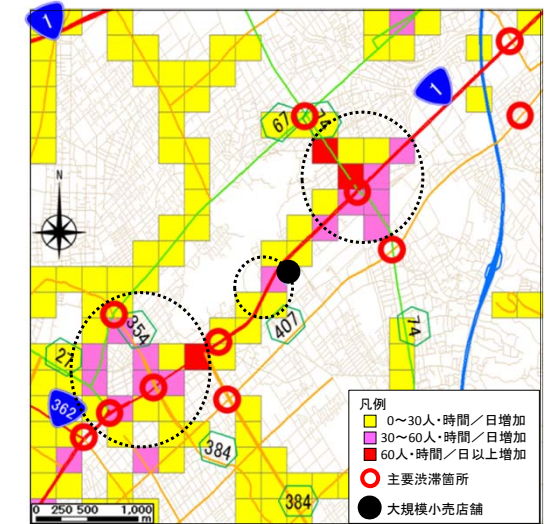 1
1
67
74
N
407
354
27
74
362
384
384
凡例
0～30人・時間／日増加
30～60人・時間／日増加
60人・時間／日以上増加
主要渋滞箇所
大規模小売店舗
0 250 500 1,000
m